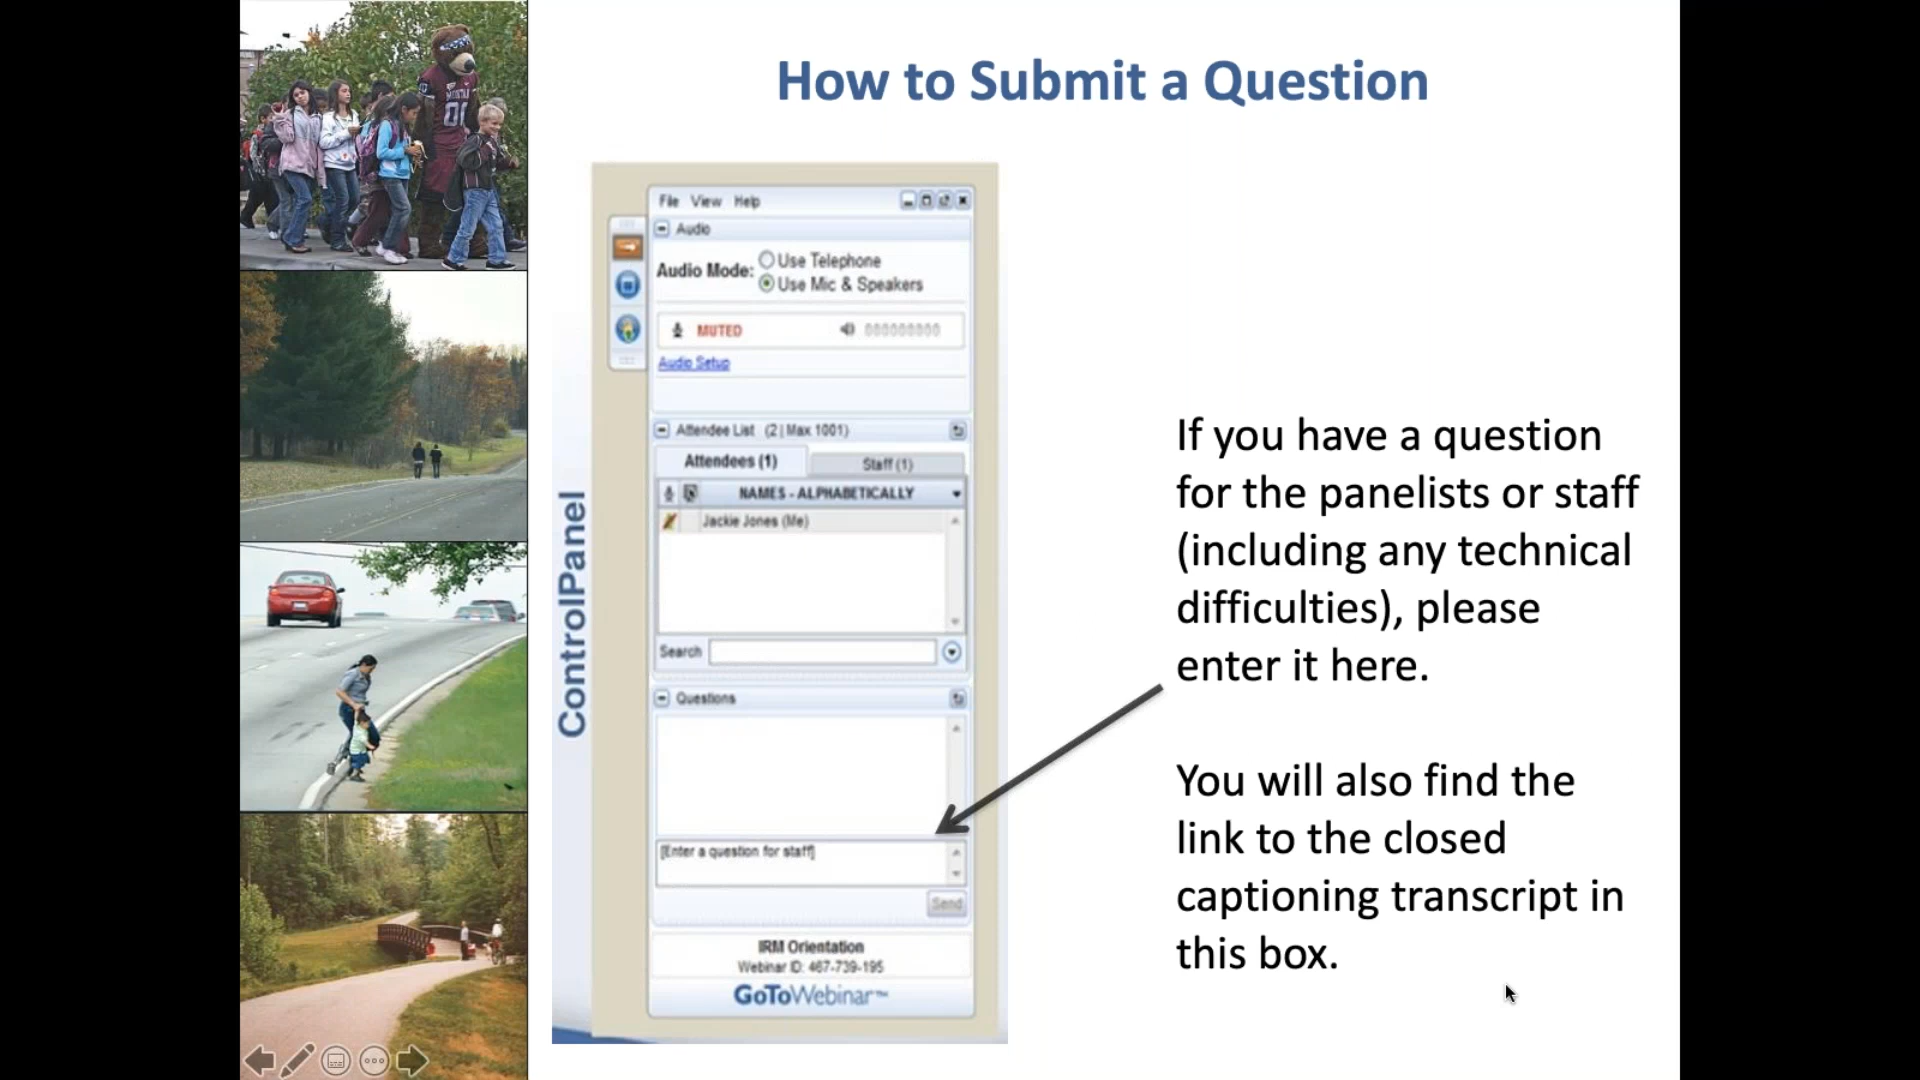 How to Submit a Question
MONTANA
01
File View Help
Audio
Audio Mode:
Use Telephone
Use Mic & Speakers
MUTED
000000000
Audio Setup
Attendee List (2 | Max 1001)
Attendees (1)
Staff (1)
NAMES - ALPHABETICALLY
Jackie Jones (Me)
Search
Questions
[Enter a question for staff]
Send
IRM Orientation
Webinar ID: 467-739-195
GoToWebinar™
ControlPanel
If you have a question
for the panelists or staff
(including any technical
difficulties), please
enter it here.
You will also find the
link to the closed
captioning transcript in
this box.